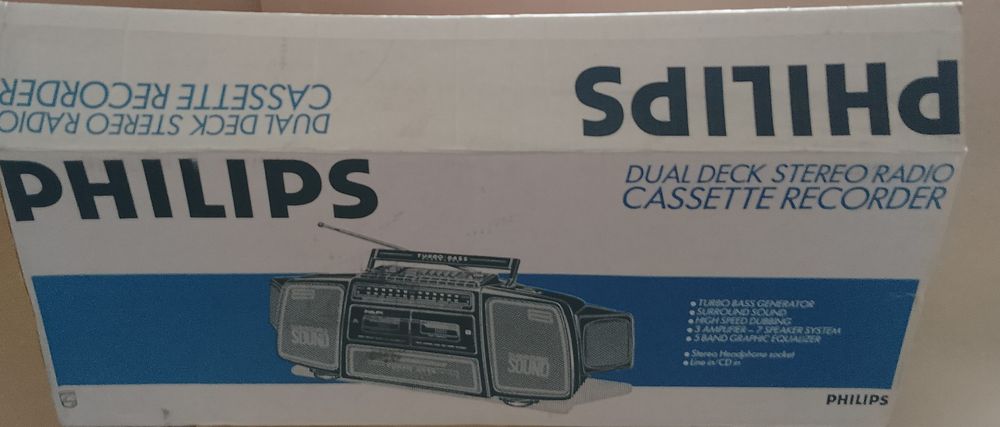 PHILIPS
DUAL DECK STEREO RADIO
CASSETTE RECORDER
PHILIPS
DUAL DECK STEREO RADIO
CASSETTE RECORDER
TURBO BASS
PHILIPS
SOUND
SOUND
• TURBO BASS GENERATOR
• SURROUND SOUND
• HIGH SPEED DUBBING
• 3 AMPLIFIER – 7 SPEAKER SYSTEM
• 5 BAND GRAPHIC EQUALIZER
• Stereo Headphone socket
• Line in/CD in
PHILIPS